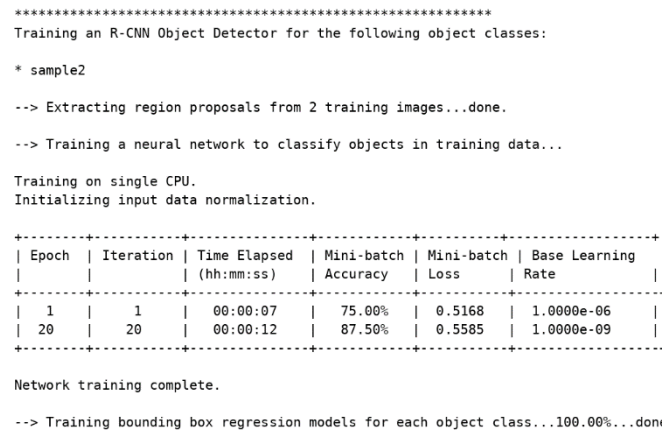 ************************************************************
Training an R-CNN Object Detector for the following object classes:
* sample2
--> Extracting region proposals from 2 training images...done.
--> Training a neural network to classify objects in training data...
Training on single CPU.
Initializing input data normalization.
+--------+-----------+---------------+------------+----------+-----------------+
| Epoch | Iteration | Time Elapsed | Mini-batch | Mini-batch | Base Learning
| | | (hh:mm:ss) | Accuracy | Loss | Rate |
+--------+-----------+---------------+------------+-----------+------------------
| 1 | 1 | 00:00:07 | 75.00% | 0.5168 | 1.0000e-06 |
| 20 | 20 | 00:00:12 | 87.50% | 0.5585 | 1.0000e-09 |
+--------+-----------+---------------+------------+-----------+------------------
Network training complete.
--> Training bounding box regression models for each object class...100.00%...done